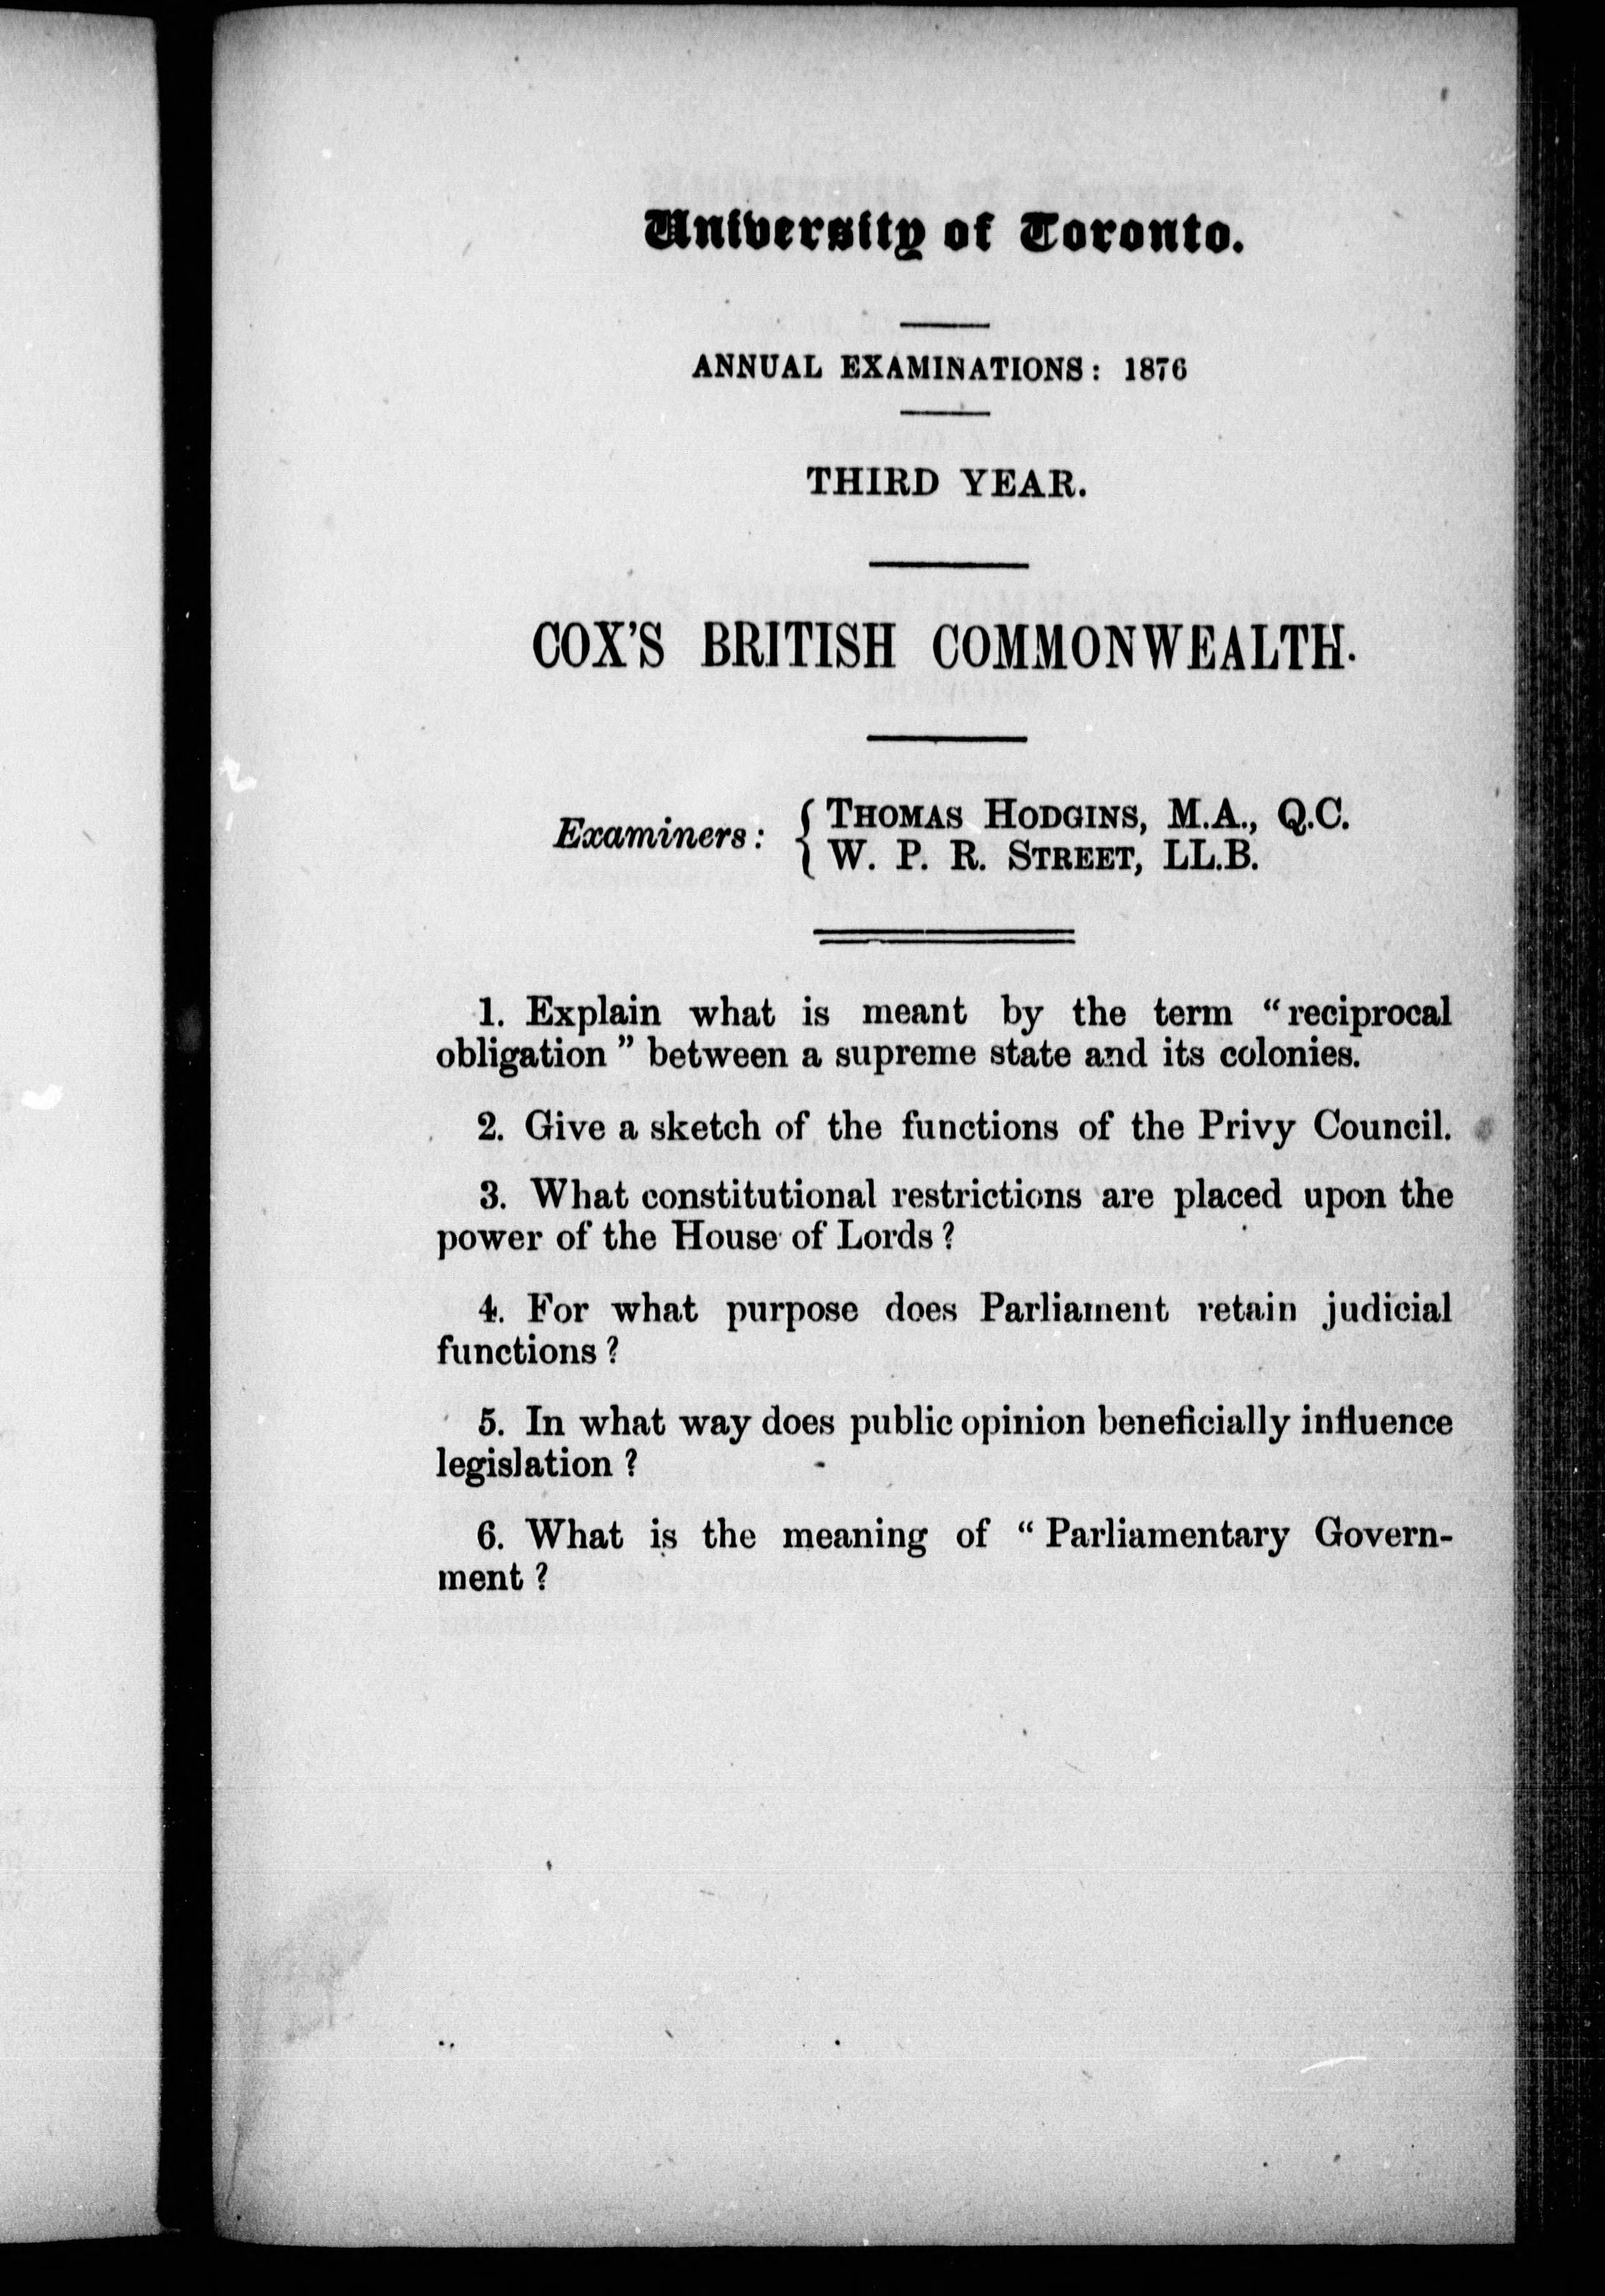 University of Toronto.
ANNUAL EXAMINATIONS: 1876
THIRD YEAR.
COX'S BRITISH COMMONWEALTH.
Examiners: { THOMAS HODGINS, M.A., Q.C.
W. P. R. STREET, LL.B.
1. Explain what is meant by the term “reciprocal
obligation” between a supreme state and its colonies.
2. Give a sketch of the functions of the Privy Council.
3. What constitutional restrictions are placed upon the
power of the House of Lords?
4. For what purpose does Parliament retain judicial
functions?
5. In what way does public opinion beneficially influence
legislation?
6. What is the meaning of “Parliamentary Govern-
ment?